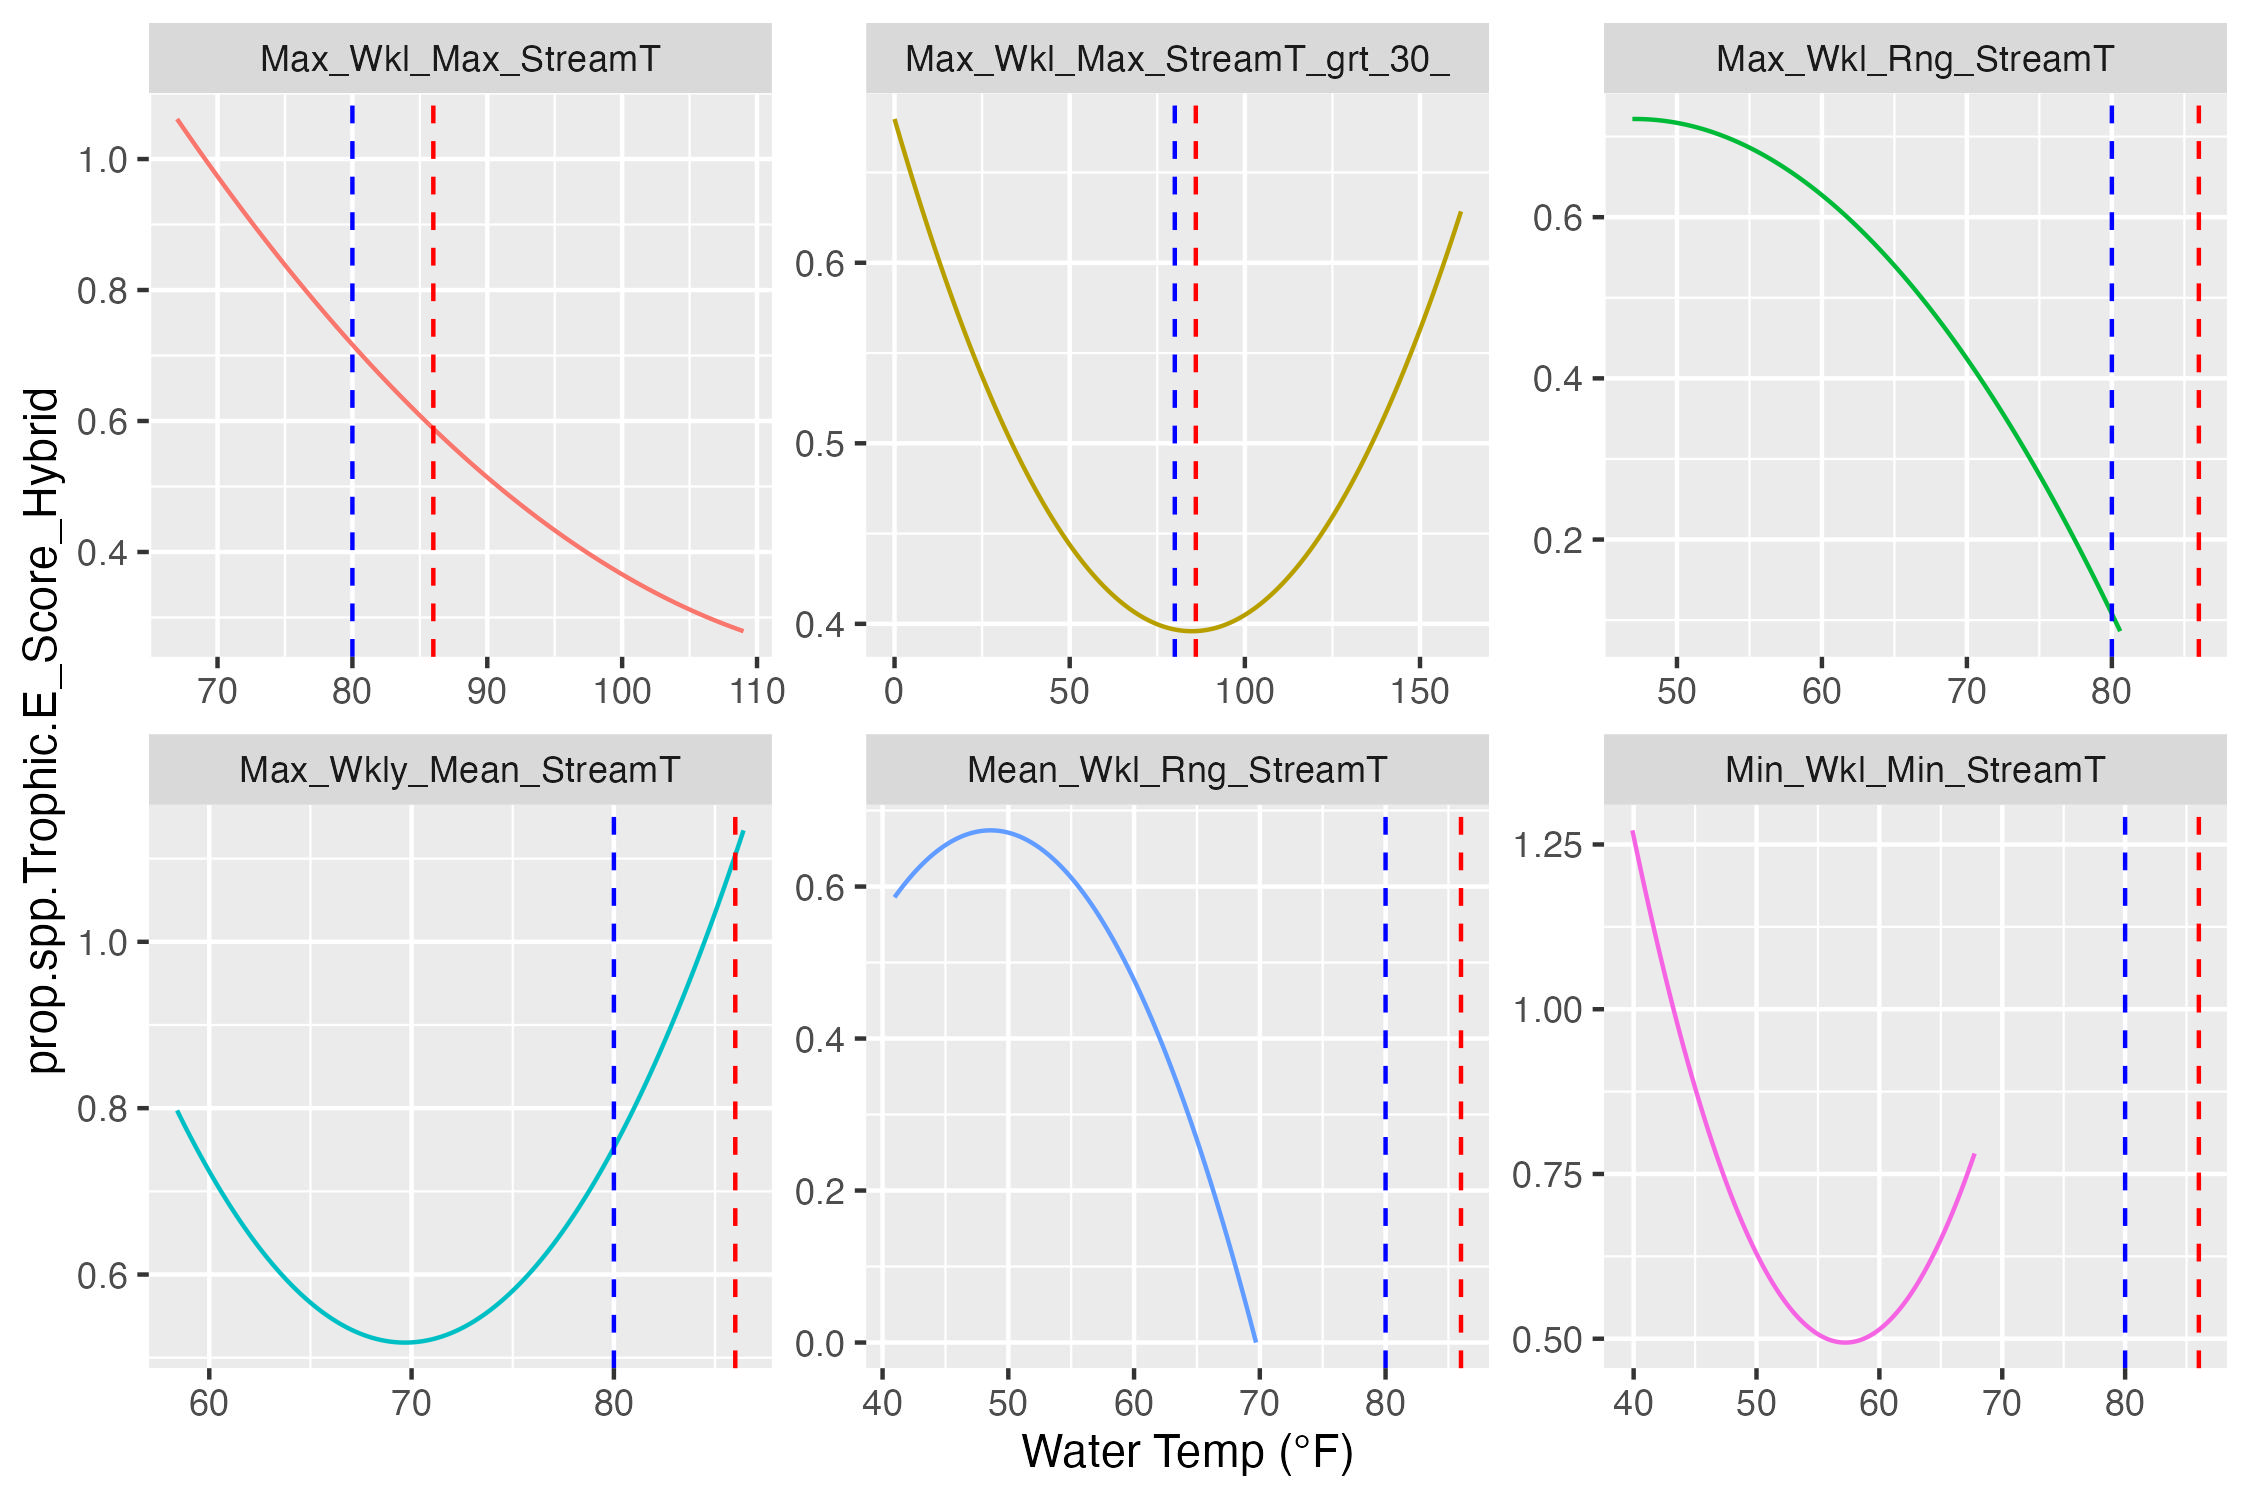 Max_Wkl_Max_StreamT
Max_Wkl_Max_StreamT_grt_30_
Max_Wkl_Rng_StreamT
1.0
0.8
0.6
0.4
70 80 90 100 110
0.6
0.5
0.4
0 50 100 150
0.6
0.4
0.2
50 60 70 80
Max_Wkly_Mean_StreamT
Mean_Wkl_Rng_StreamT
Min_Wkl_Min_StreamT
1.0
0.8
0.6
60 70 80
0.6
0.4
0.2
0.0
40 50 60 70 80
1.25
1.00
0.75
0.50
40 50 60 70 80
Water Temp (°F)
prop.spp.Trophic.E_Score_Hybrid